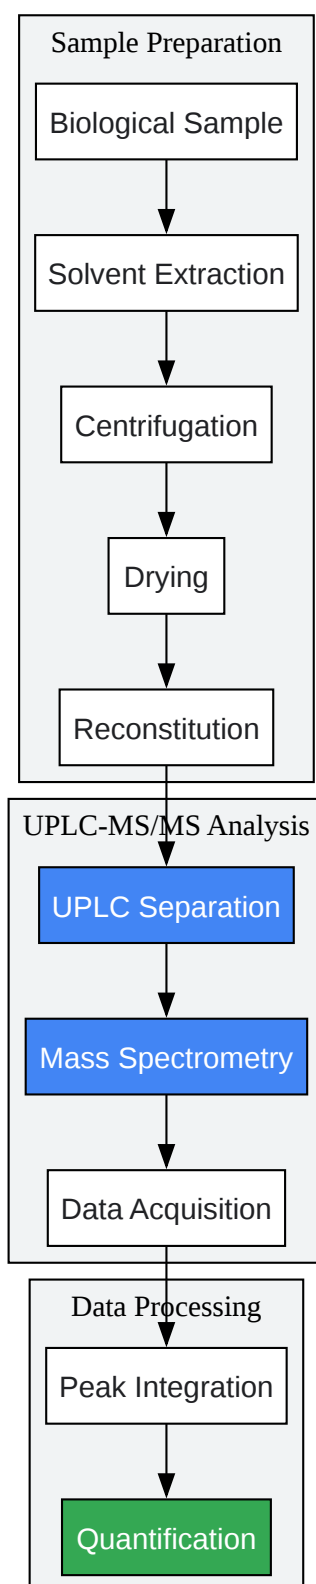 Sample Preparation
Biological Sample
Solvent Extraction
Centrifugation
Drying
Reconstitution
UPLC-MS/MS Analysis
UPLC Separation
Mass Spectrometry
Data Acquisition
Data Processing
Peak Integration
Quantification